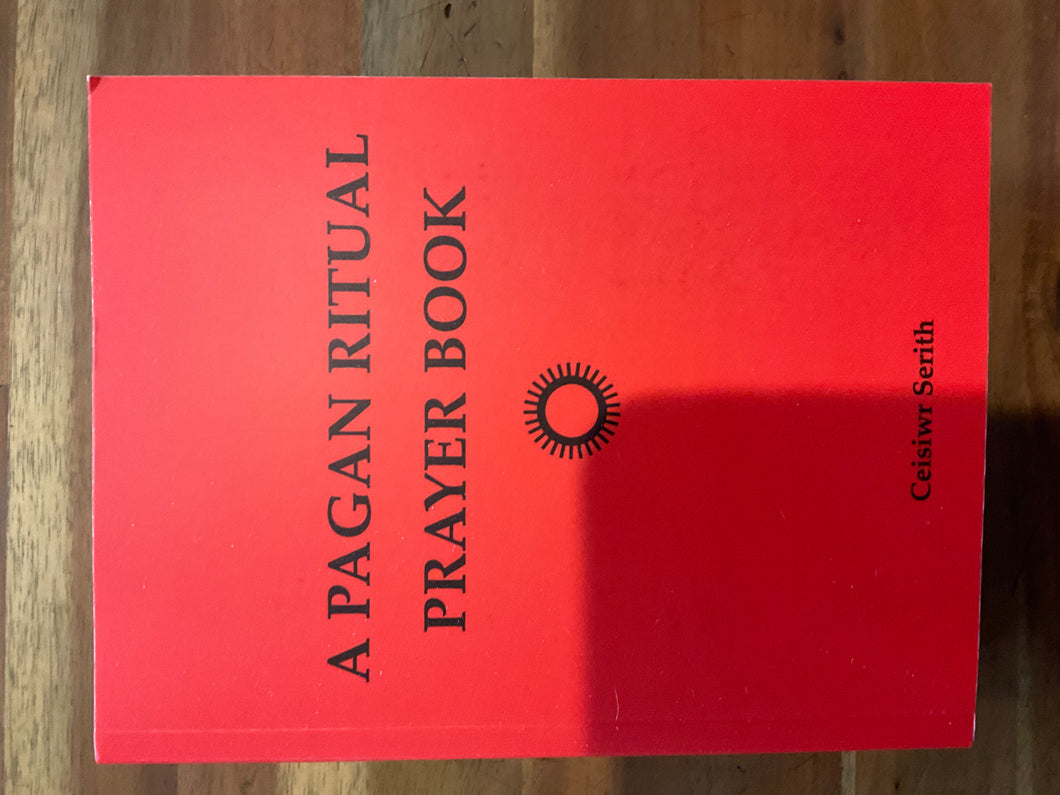 A PAGAN RITUAL
PRAYER BOOK
Ceisiwr Serith